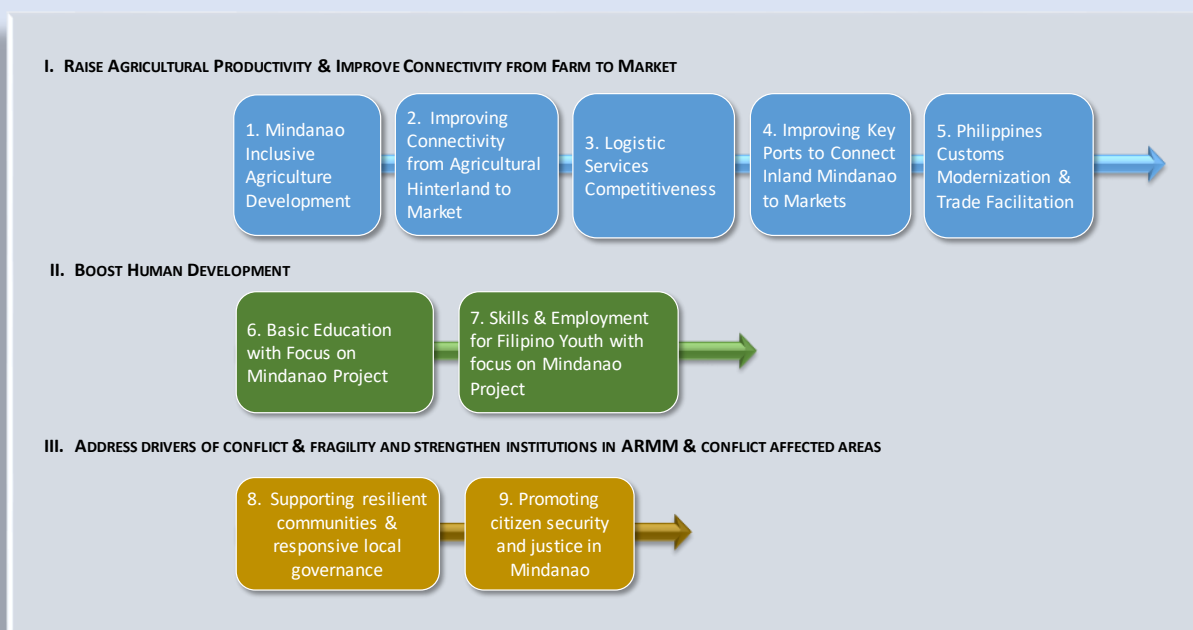 I. RAISE AGRICULTURAL PRODUCTIVITY & IMPROVE CONNECTIVITY FROM FARM TO MARKET
1. Mindanao
Inclusive
Agriculture
Development
2. Improving
Connectivity
from Agricultural
Hinterland to
Market
3. Logistic
Services
Competitiveness
4. Improving Key
Ports to Connect
Inland Mindanao
to Markets
5. Philippines
Customs
Modernization &
Trade Facilitation
II. BOOST HUMAN DEVELOPMENT
6. Basic Education
with Focus on
Mindanao Project
7. Skills & Employment
for Filipino Youth with
focus on Mindanao
Project
III. ADDRESS DRIVERS OF CONFLICT & FRAGILITY AND STRENGTHEN INSTITUTIONS IN ARMM & CONFLICT AFFECTED AREAS
8. Supporting resilient
communities &
responsive local
governance
9. Promoting
citizen security
and justice in
Mindanao